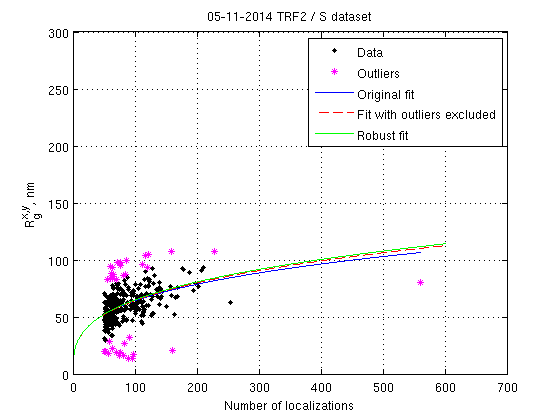 05-11-2014 TRF2 / S dataset
300
250
200
150
100
50
0
R_g^{x,y}, nm
Data
Outliers
Original fit
Fit with outliers excluded
Robust fit
0 100 200 300 400 500 600 700
Number of localizations